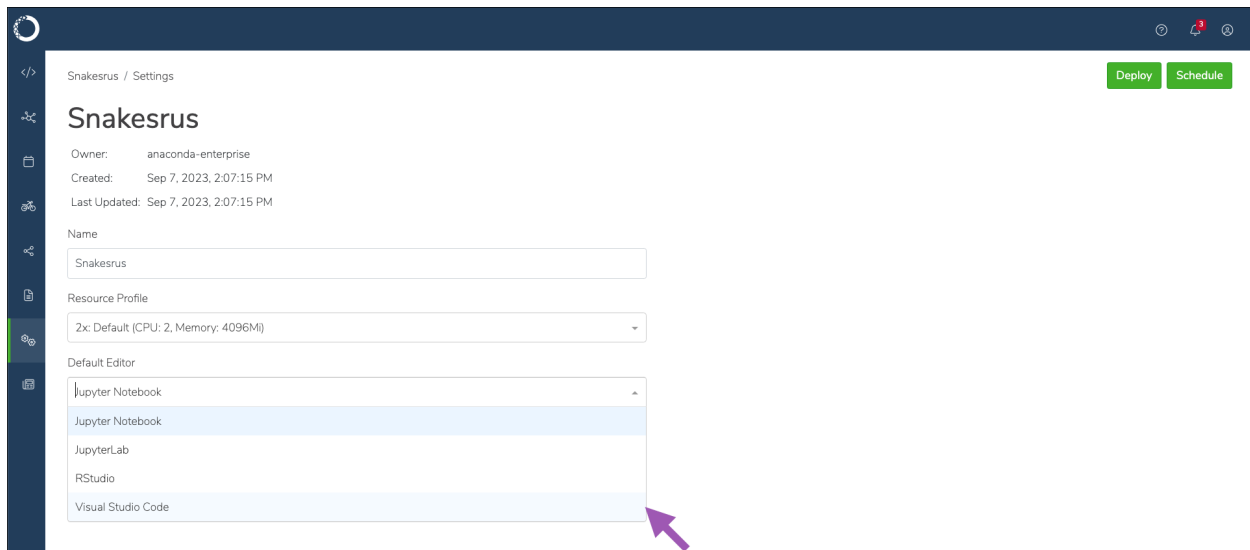 3
Snakesrus / Settings
Deploy
Schedule
Snakesrus
Owner: anaconda-enterprise
Created: Sep 7, 2023, 2:07:15 PM
Last Updated: Sep 7, 2023, 2:07:15 PM
Name
Snakesrus
Resource Profile
2x: Default (CPU: 2, Memory: 4096Mi)
Default Editor
Jupyter Notebook
Jupyter Notebook
JupyterLab
RStudio
Visual Studio Code